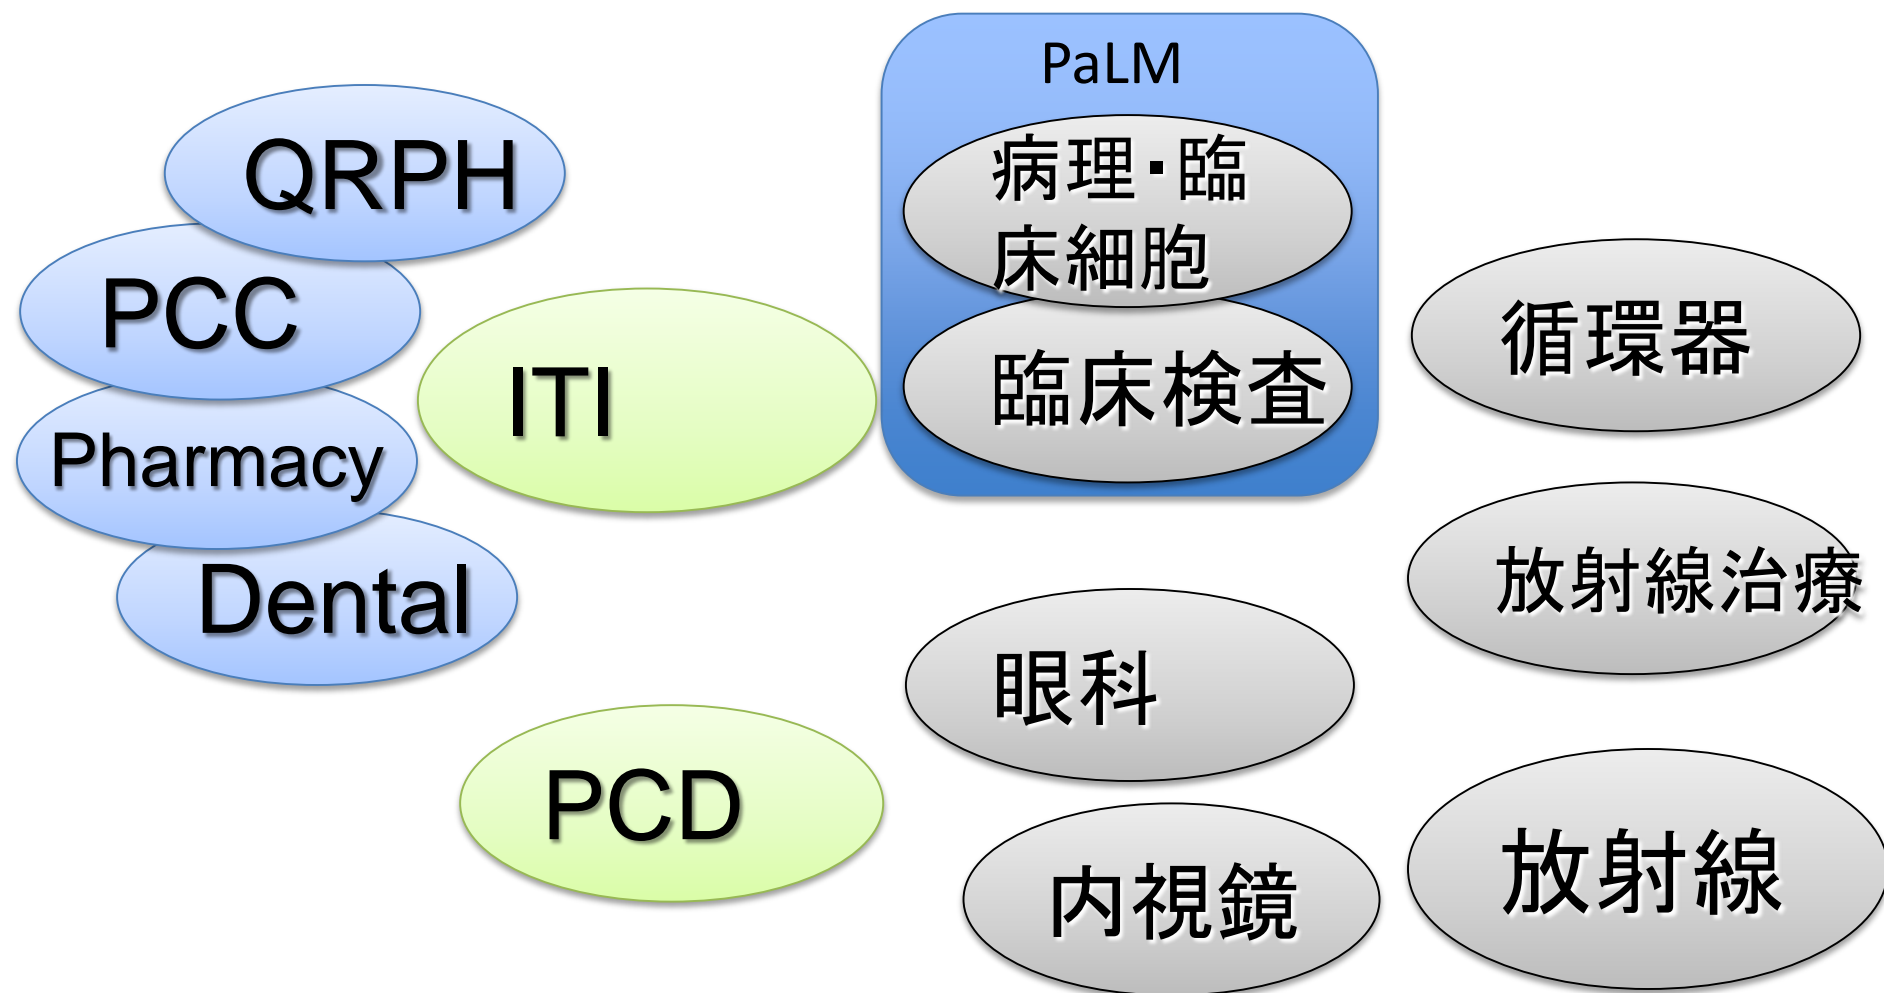 QRPH
PCC
Pharmacy
Dental
ITI
PCD
PaLM
病理・臨
床細胞
臨床検査
眼科
内視鏡
循環器
放射線治療
放射線